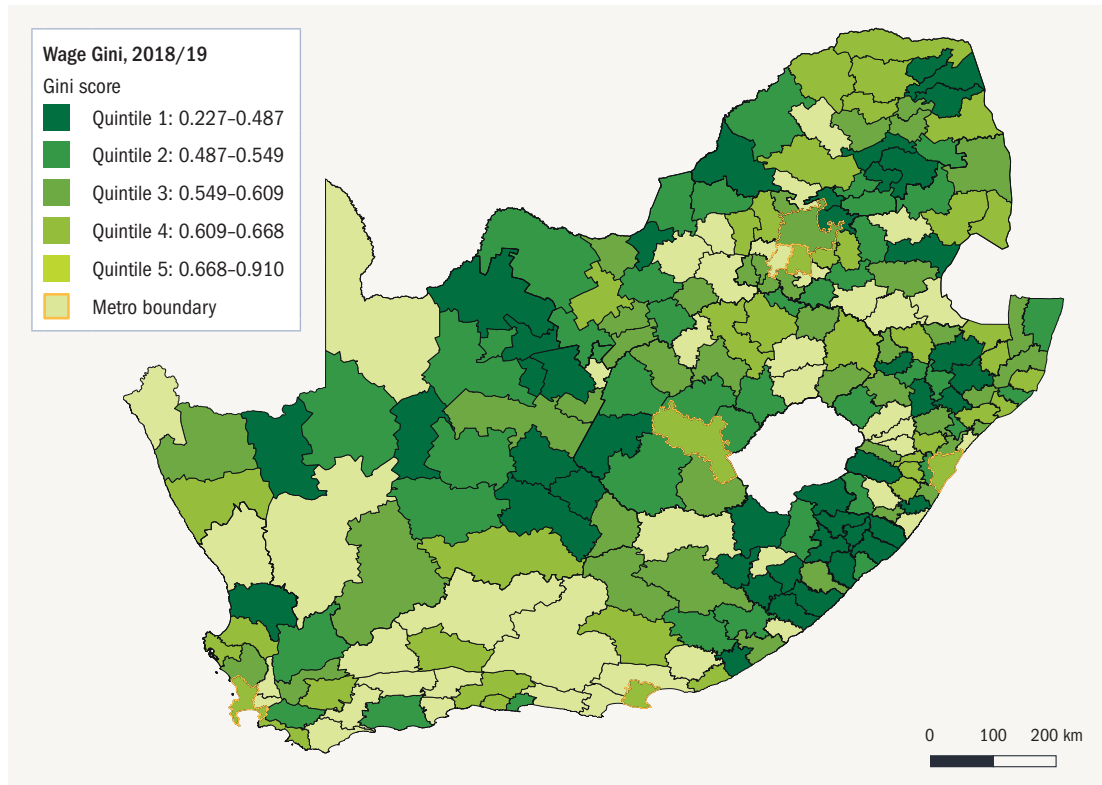 Wage Gini, 2018/19
Gini score
Quintile 1: 0.227–0.487
Quintile 2: 0.487–0.549
Quintile 3: 0.549–0.609
Quintile 4: 0.609–0.668
Quintile 5: 0.668–0.910
Metro boundary
0 100 200 km